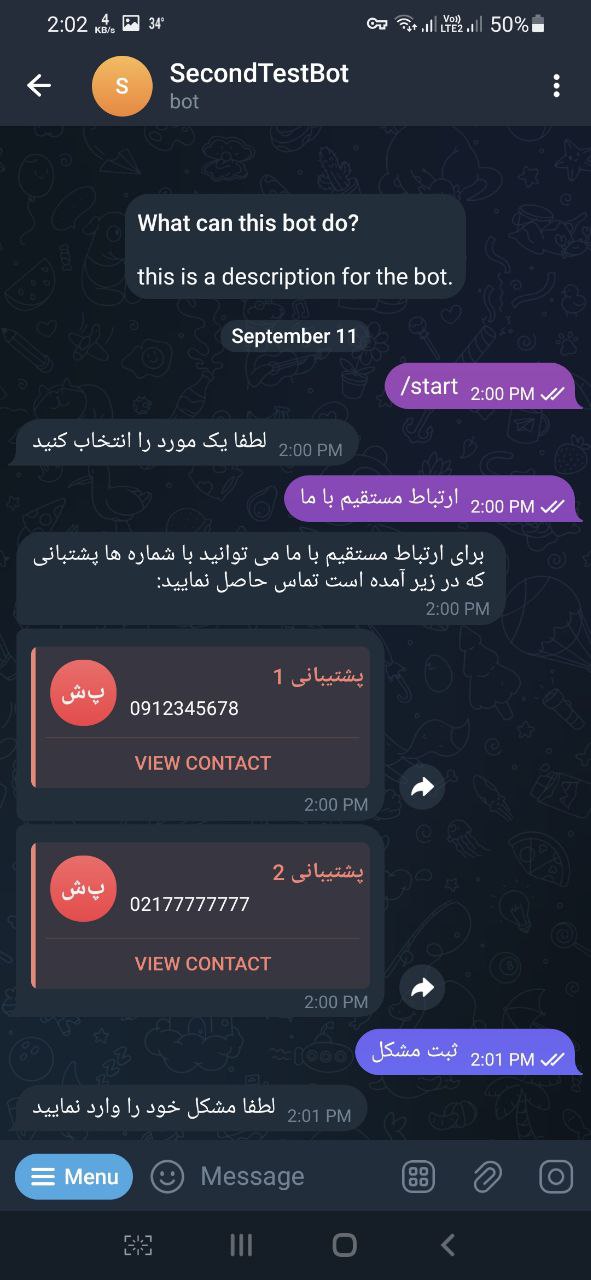 2:02 4 KB/s 34° Vo)) LTE2 50%
S
SecondTestBot
bot
What can this bot do?
this is a description for the bot.
September 11
/start 2:00 PM
لطفا یک مورد را انتخاب کنید 2:00 PM
ارتباط مستقیم با ما 2:00 PM
برای ارتباط مستقیم با ما می توانید با شماره ها پشتبانی
که در زیر آمده است تماس حاصل نمایید:
2:00 PM
پ‌ش
پشتیبانی 1
0912345678
VIEW CONTACT
2:00 PM
پ‌ش
پشتیبانی 2
02177777777
VIEW CONTACT
2:00 PM
ثبت مشکل 2:01 PM
لطفا مشکل خود را وارد نمایید 2:01 PM
Menu Message